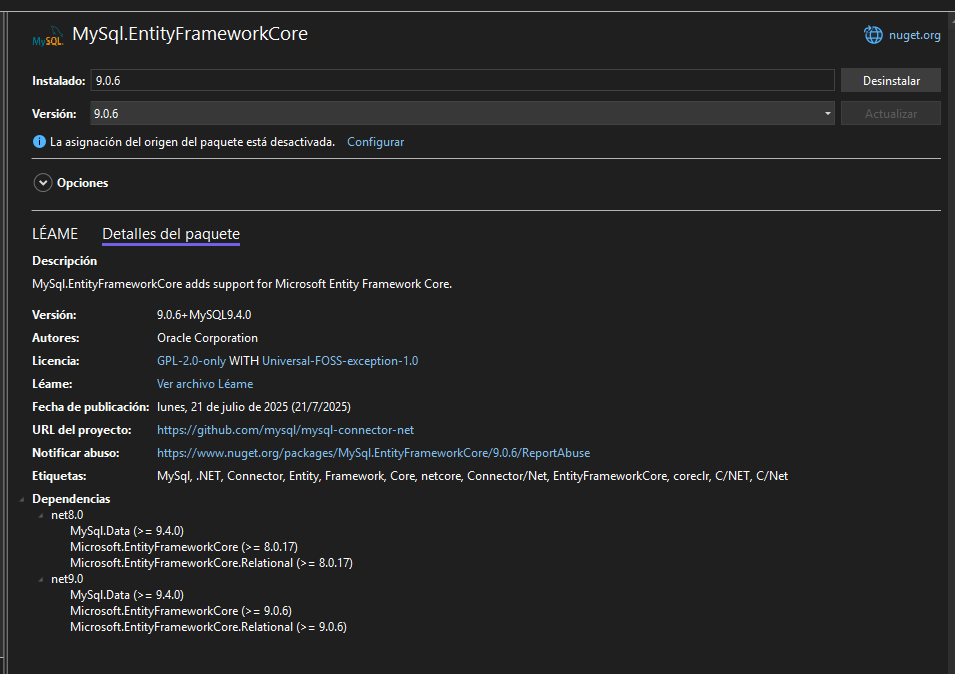 MySQL MySql.EntityFrameworkCore nuget.org
Instalado: 9.0.6 Desinstalar
Versión: 9.0.6 Actualizar
La asignación del origen del paquete está desactivada. Configurar
Opciones
LÉAME Detalles del paquete
Descripción
MySql.EntityFrameworkCore adds support for Microsoft Entity Framework Core.
Versión: 9.0.6+MySQL9.4.0
Autores: Oracle Corporation
Licencia: GPL-2.0-only WITH Universal-FOSS-exception-1.0
Léame: Ver archivo Léame
Fecha de publicación: lunes, 21 de julio de 2025 (21/7/2025)
URL del proyecto: https://github.com/mysql/mysql-connector-net
Notificar abuso: https://www.nuget.org/packages/MySql.EntityFrameworkCore/9.0.6/ReportAbuse
Etiquetas: MySql, .NET, Connector, Entity, Framework, Core, netcore, Connector/Net, EntityFrameworkCore, coreclr, C/NET, C/Net
Dependencias
net8.0
MySql.Data (>= 9.4.0)
Microsoft.EntityFrameworkCore (>= 8.0.17)
Microsoft.EntityFrameworkCore.Relational (>= 8.0.17)
net9.0
MySql.Data (>= 9.4.0)
Microsoft.EntityFrameworkCore (>= 9.0.6)
Microsoft.EntityFrameworkCore.Relational (>= 9.0.6)